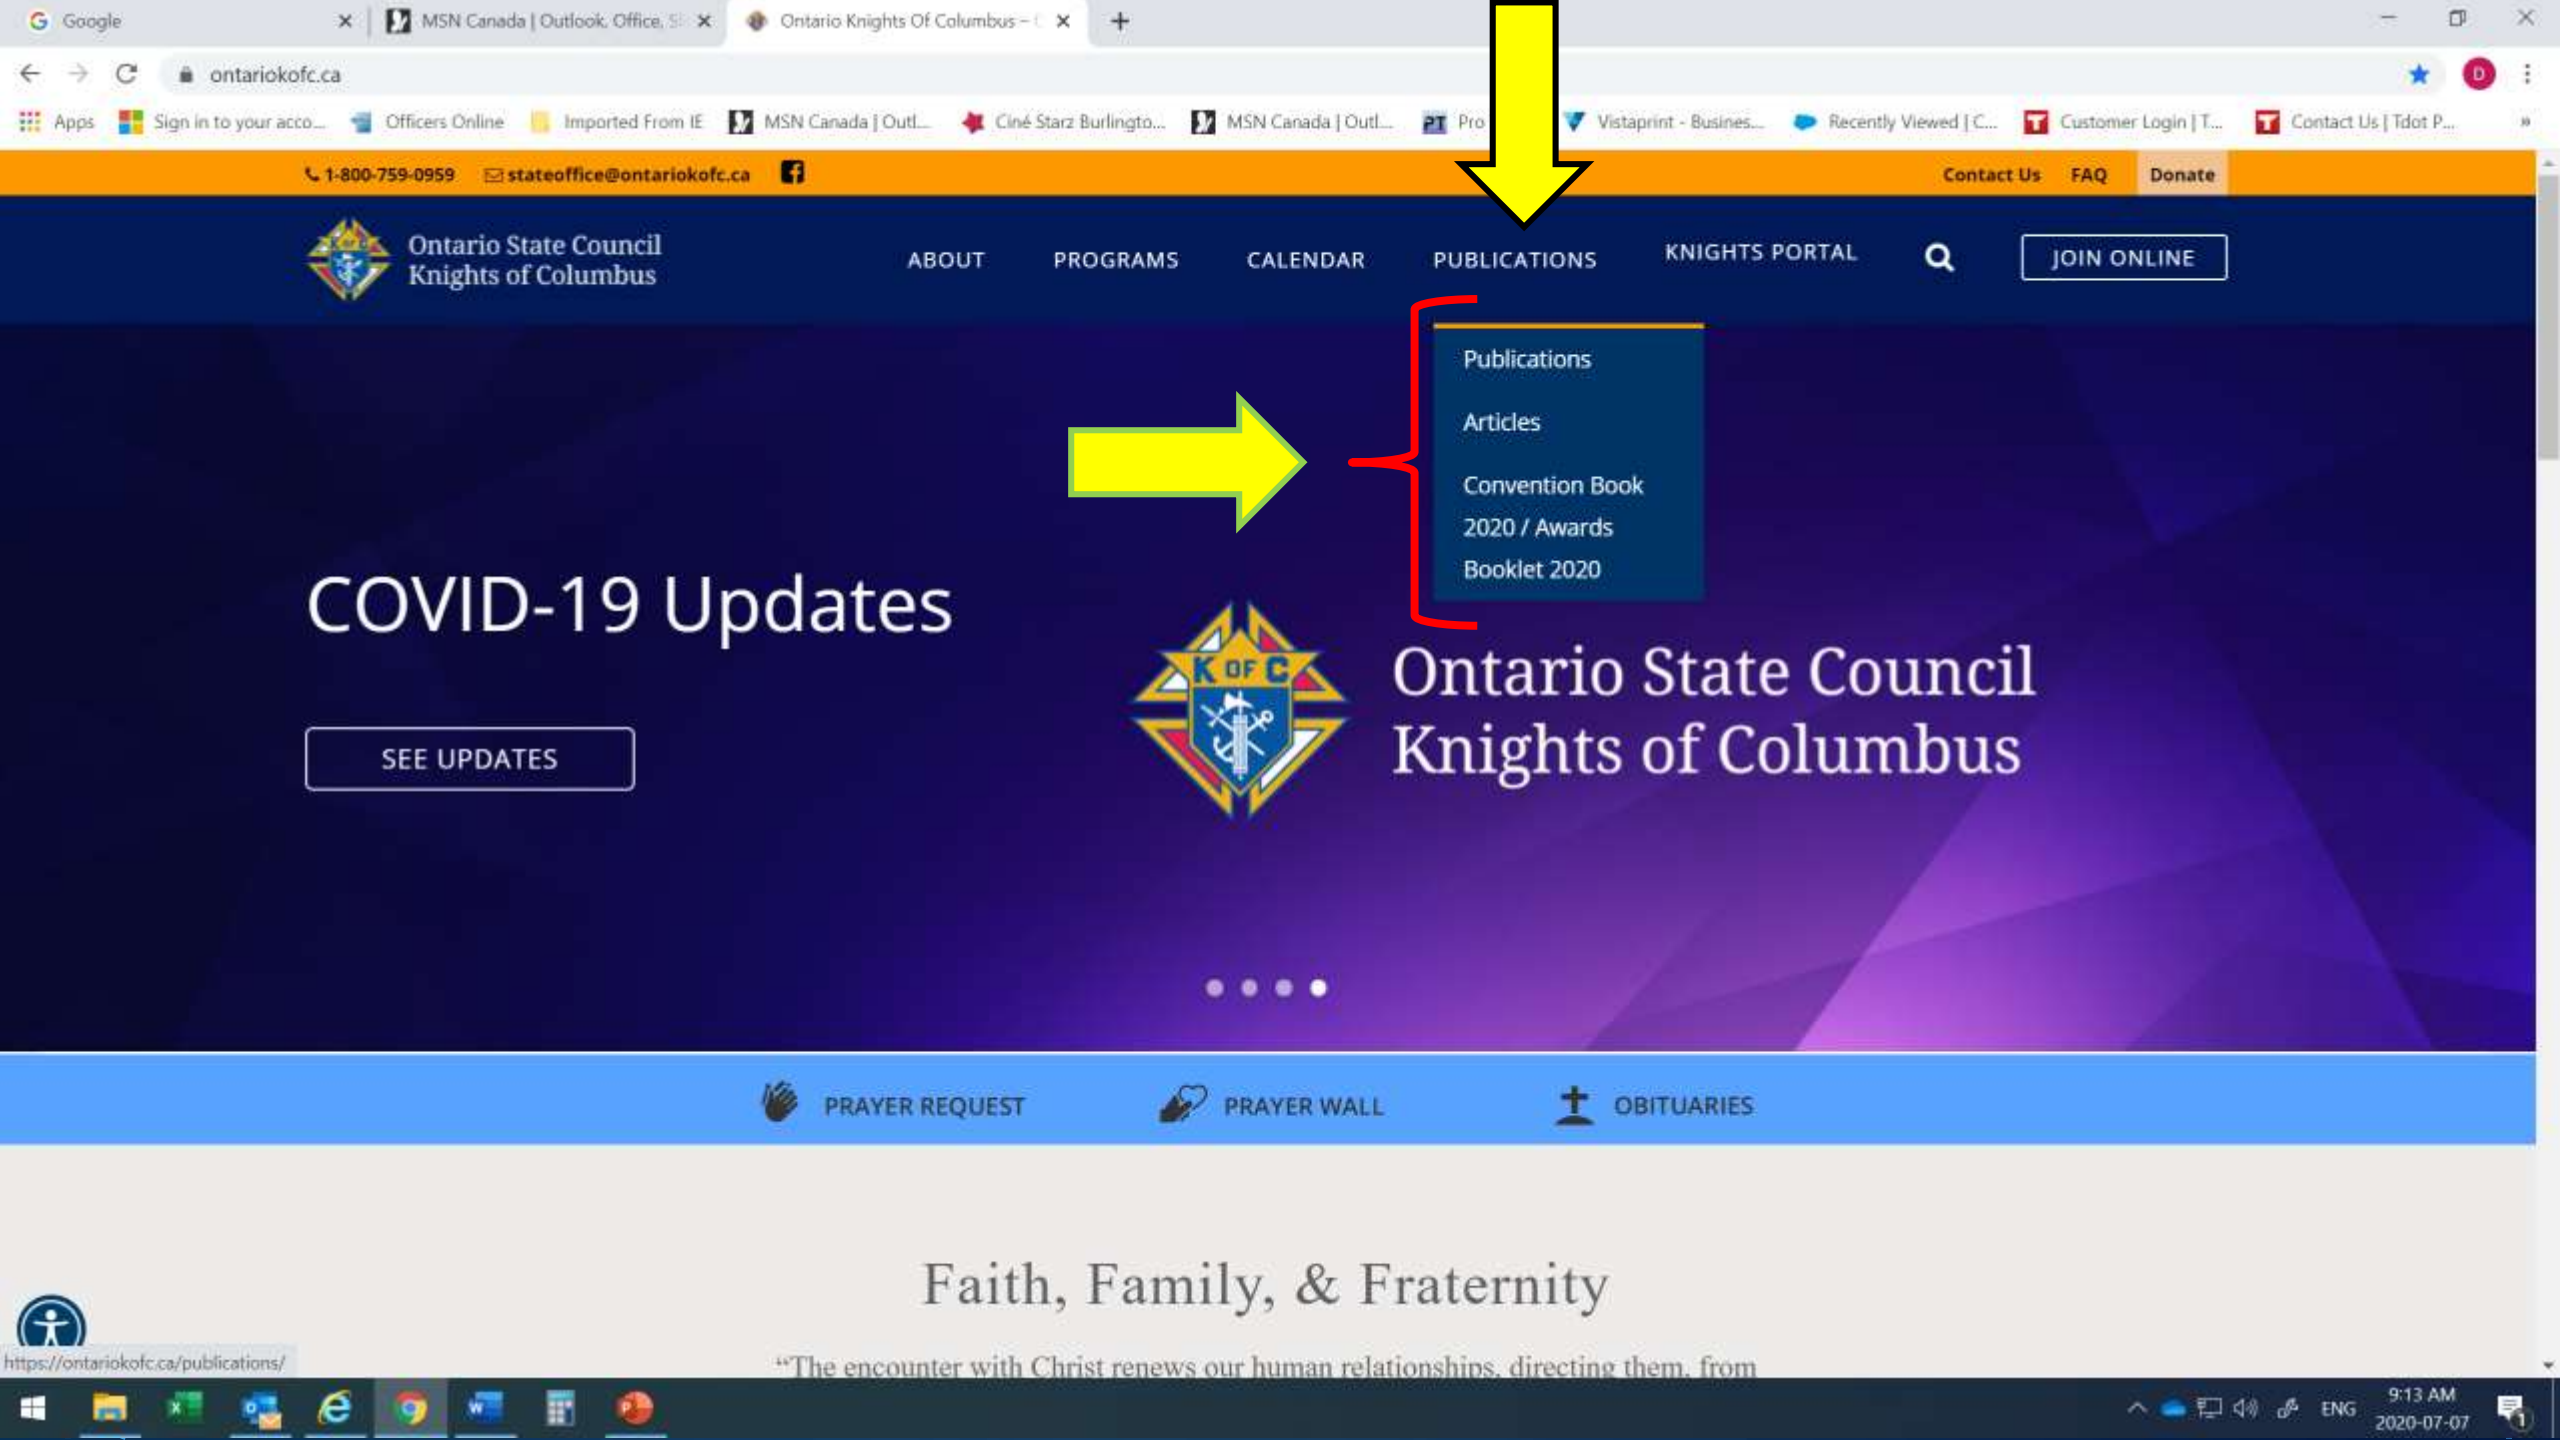 Google
MSN Canada | Outlook, Office, S
Ontario Knights Of Columbus –
ontariokofc.ca
D
Apps
Sign in to your acco...
Officers Online
Imported From IE
MSN Canada | Outl...
Ciné Starz Burlingto...
MSN Canada | Outl...
PT Pro
Vistaprint - Busines...
Recently Viewed | C...
Customer Login | T...
Contact Us | Tdot P...
»
1-800-759-0959
stateoffice@ontariokofc.ca
Contact Us
FAQ
Donate
Ontario State Council
Knights of Columbus
ABOUT
PROGRAMS
CALENDAR
PUBLICATIONS
KNIGHTS PORTAL
JOIN ONLINE
Publications
Articles
Convention Book
2020 / Awards
Booklet 2020
COVID-19 Updates
SEE UPDATES
K OF C
Ontario State Council
Knights of Columbus
PRAYER REQUEST
PRAYER WALL
OBITUARIES
Faith, Family, & Fraternity
“The encounter with Christ renews our human relationships, directing them, from
https://ontariokofc.ca/publications/
ENG
9:13 AM
2020-07-07
1